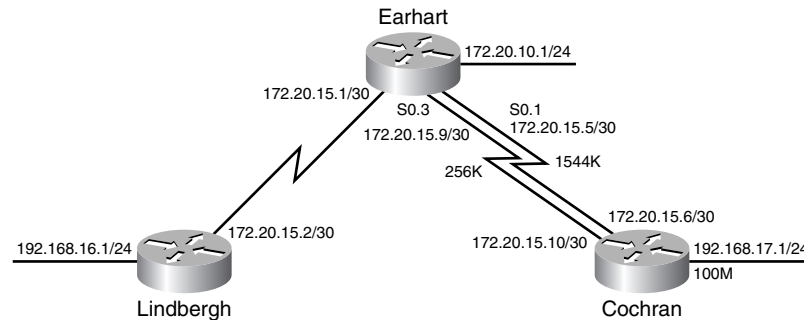 Earhart
172.20.10.1/24
172.20.15.1/30
S0.3
S0.1
172.20.15.9/30
172.20.15.5/30
256K
1544K
172.20.15.2/30
172.20.15.6/30
192.168.16.1/24
172.20.15.10/30
192.168.17.1/24
100M
Lindbergh
Cochran